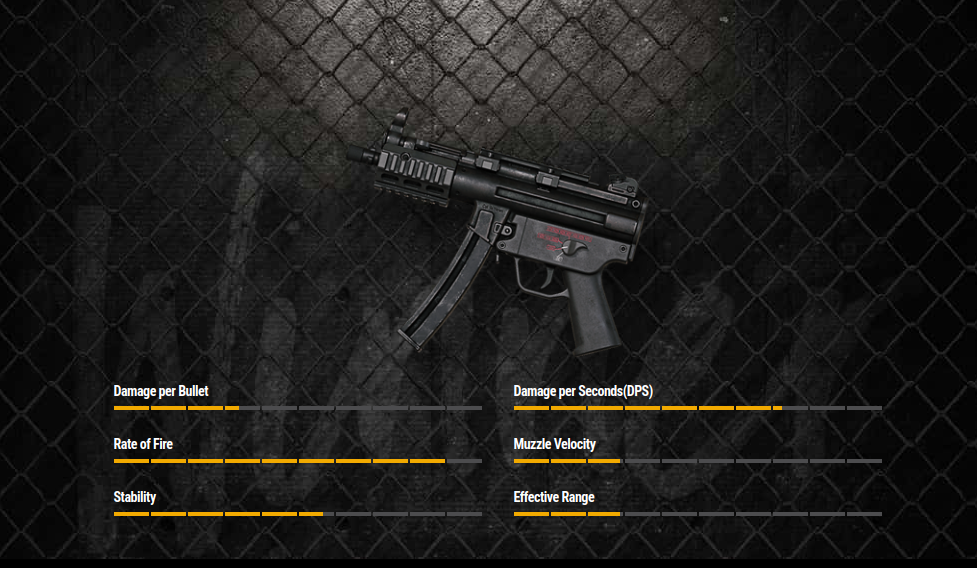 Damage per Bullet
Damage per Seconds(DPS)
Rate of Fire
Muzzle Velocity
Stability
Effective Range